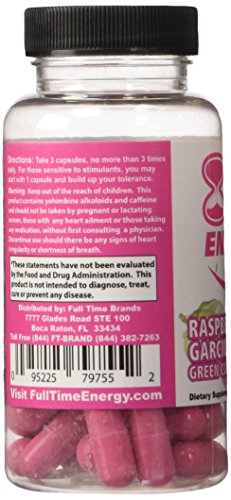 Directions: Take 3 capsules, no more than 3 times
daily. For those sensitive to stimulants, you may
start with 1 capsule and build up your tolerance.
Warning: Keep out of the reach of children. This
product contains yohimbine alkoloids and caffeine
and should not be taken by pregnant or lactating
women, those with any heart ailment or those taking
any medication, without first consulting a physician.
Discontinue use should there be any signs of heart
irregularity or shortness of breath.
*These statements have not been evaluated
by the Food and Drug Administration. This
product is not intended to diagnose, treat,
care or prevent any disease.
Distributed by: Full Time Brands
7777 Glades Road STE 100
Boca Raton, FL 33434
Toll Free (844) FT-BRAND (844) 382-7263
0 95225 79755 2
Visit FullTimeEnergy.com
EN
RASPB
GARCI
GREEN C
Dietary Supple